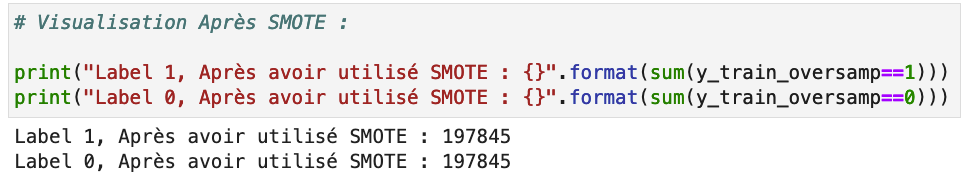 # Visualisation Après SMOTE :
print("Label 1, Après avoir utilisé SMOTE : {}".format(sum(y_train_oversamp==1)))
print("Label 0, Après avoir utilisé SMOTE : {}".format(sum(y_train_oversamp==0)))
Label 1, Après avoir utilisé SMOTE : 197845
Label 0, Après avoir utilisé SMOTE : 197845